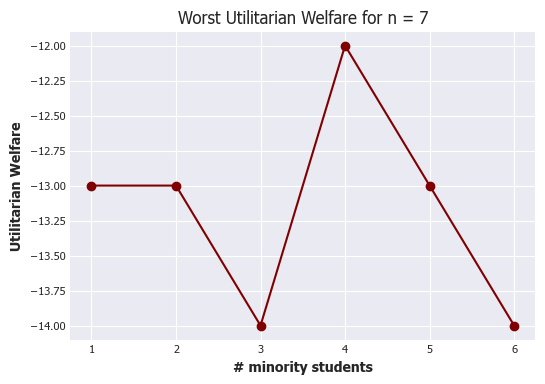 Worst Utilitarian Welfare for n = 7
−12.00
−12.25
−12.50
−12.75
−13.00
−13.25
−13.50
−13.75
−14.00
Utilitarian Welfare
1 2 3 4 5 6
# minority students